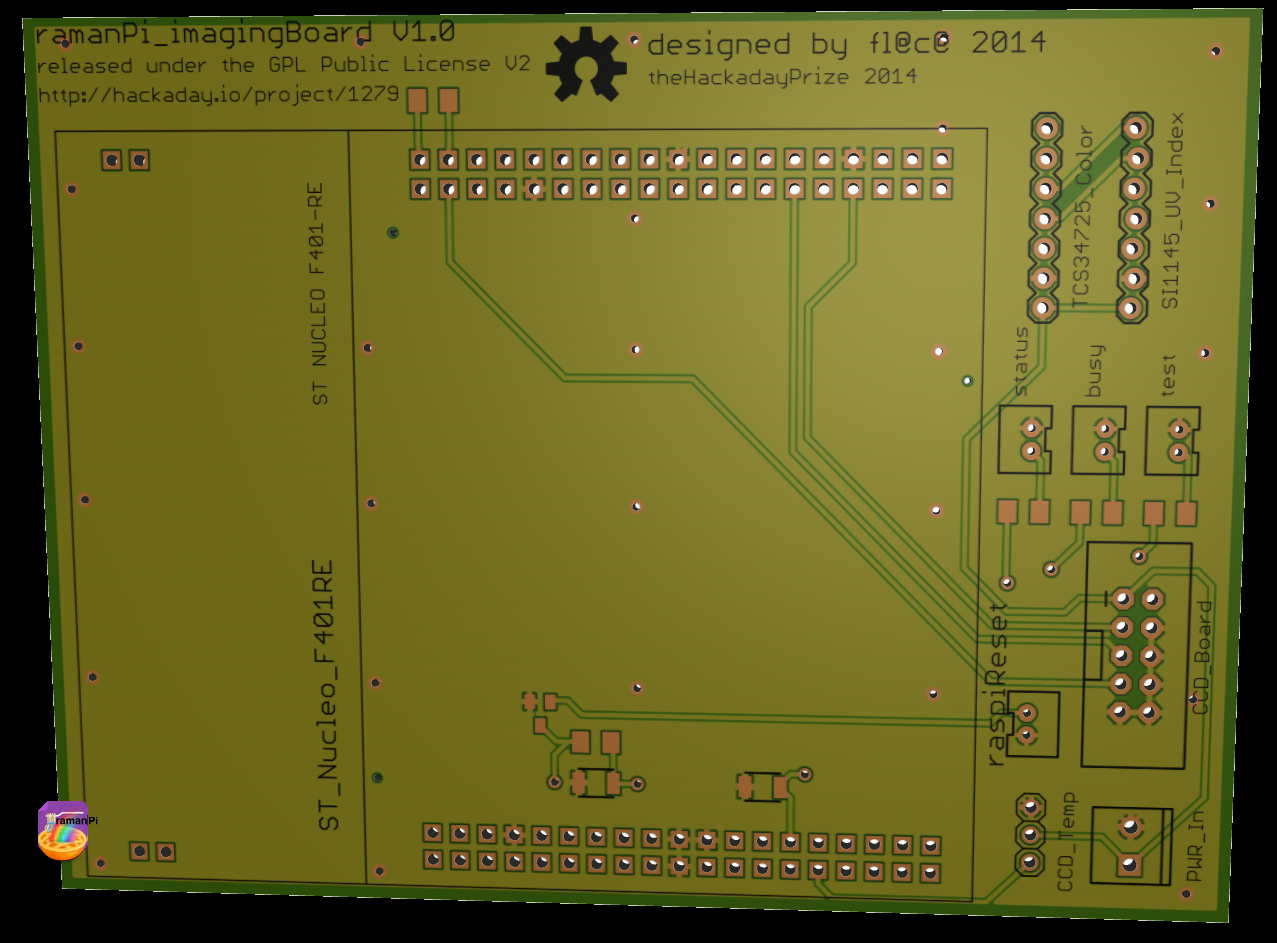 ramanPi_imagingBoard V1.0
released under the GPL Public License V2
http://hackaday.io/project/1279
designed by fl@c@ 2014
theHackadayPrize 2014
ST NUCLEO F401-RE
ST_Nucleo_F401RE
TCS34725_Color
SI1145_UV_Index
status
busy
test
raspiReset
CCD_Board
CCD_Temp
PWR_In
ramanPi